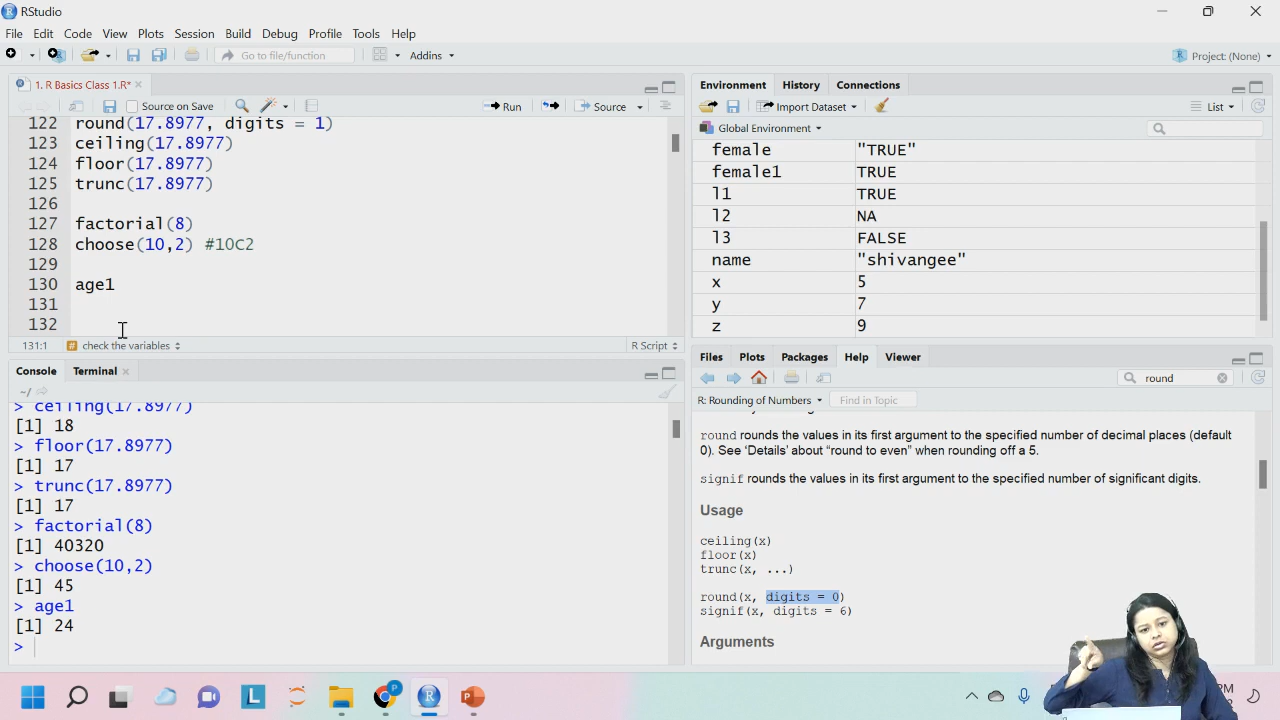 RStudio
File Edit Code View Plots Session Build Debug Profile Tools Help
Go to file/function Addins Project: (None)
1. R Basics Class 1.R*
Source on Save Run Source
122 round(17.8977, digits = 1)
123 ceiling(17.8977)
124 floor(17.8977)
125 trunc(17.8977)
126
127 factorial(8)
128 choose(10,2) #10C2
129
130 age1
131
132
131:1 # check the variables R Script
Console Terminal
~/
> ceiling(17.8977)
[1] 18
> floor(17.8977)
[1] 17
> trunc(17.8977)
[1] 17
> factorial(8)
[1] 40320
> choose(10,2)
[1] 45
> age1
[1] 24
>
Environment History Connections
Import Dataset List
Global Environment
female "TRUE"
female1 TRUE
l1 TRUE
l2 NA
l3 FALSE
name "shivangee"
x 5
y 7
z 9
Files Plots Packages Help Viewer
round
R: Rounding of Numbers Find in Topic
round rounds the values in its first argument to the specified number of decimal places (default
0). See ‘Details’ about “round to even” when rounding off a 5.
signif rounds the values in its first argument to the specified number of significant digits.
Usage
ceiling(x)
floor(x)
trunc(x, ...)
round(x, digits = 0)
signif(x, digits = 6)
Arguments